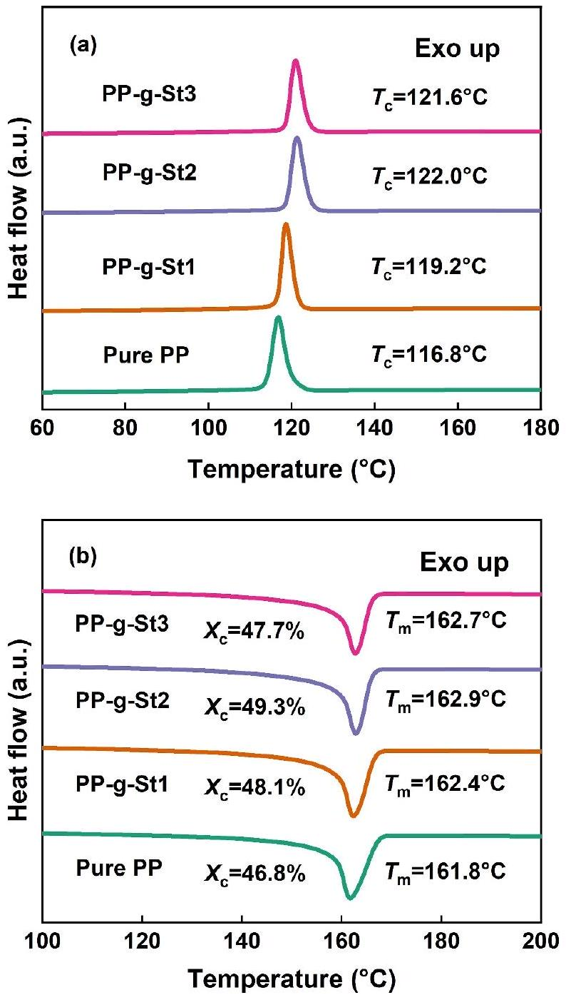 (a)
Exo up
PP-g-St3
Tc=121.6°C
PP-g-St2
Tc=122.0°C
PP-g-St1
Tc=119.2°C
Pure PP
Tc=116.8°C
Heat flow (a.u.)
60 80 100 120 140 160 180
Temperature (°C)
(b)
Exo up
PP-g-St3
Xc=47.7%
Tm=162.7°C
PP-g-St2
Xc=49.3%
Tm=162.9°C
PP-g-St1
Xc=48.1%
Tm=162.4°C
Pure PP
Xc=46.8%
Tm=161.8°C
Heat flow (a.u.)
100 120 140 160 180 200
Temperature (°C)